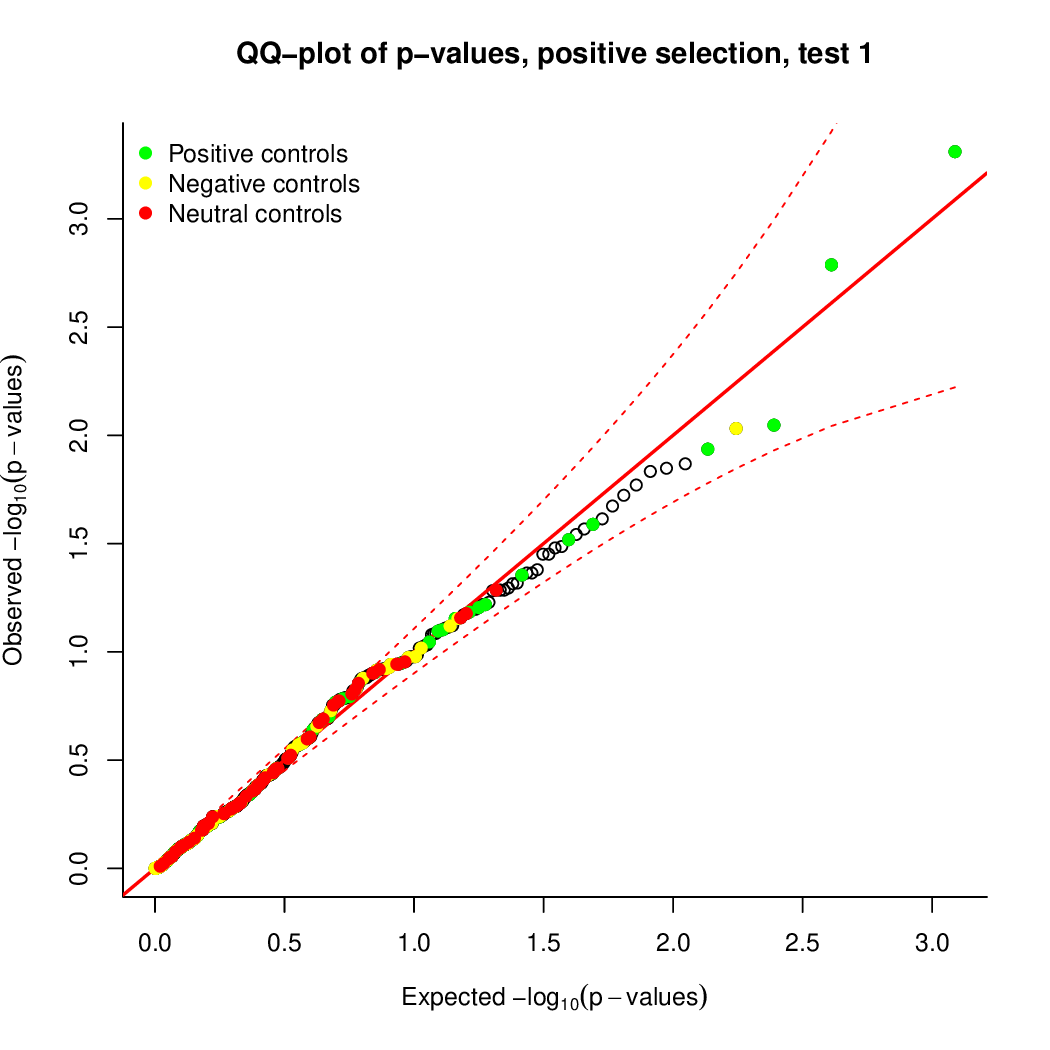 QQ−plot of p−values, positive selection, test 1
Positive controls
Negative controls
Neutral controls
Observed −log10(p − values)
3.0
2.5
2.0
1.5
1.0
0.5
0.0
0.0 0.5 1.0 1.5 2.0 2.5 3.0
Expected −log10(p − values)